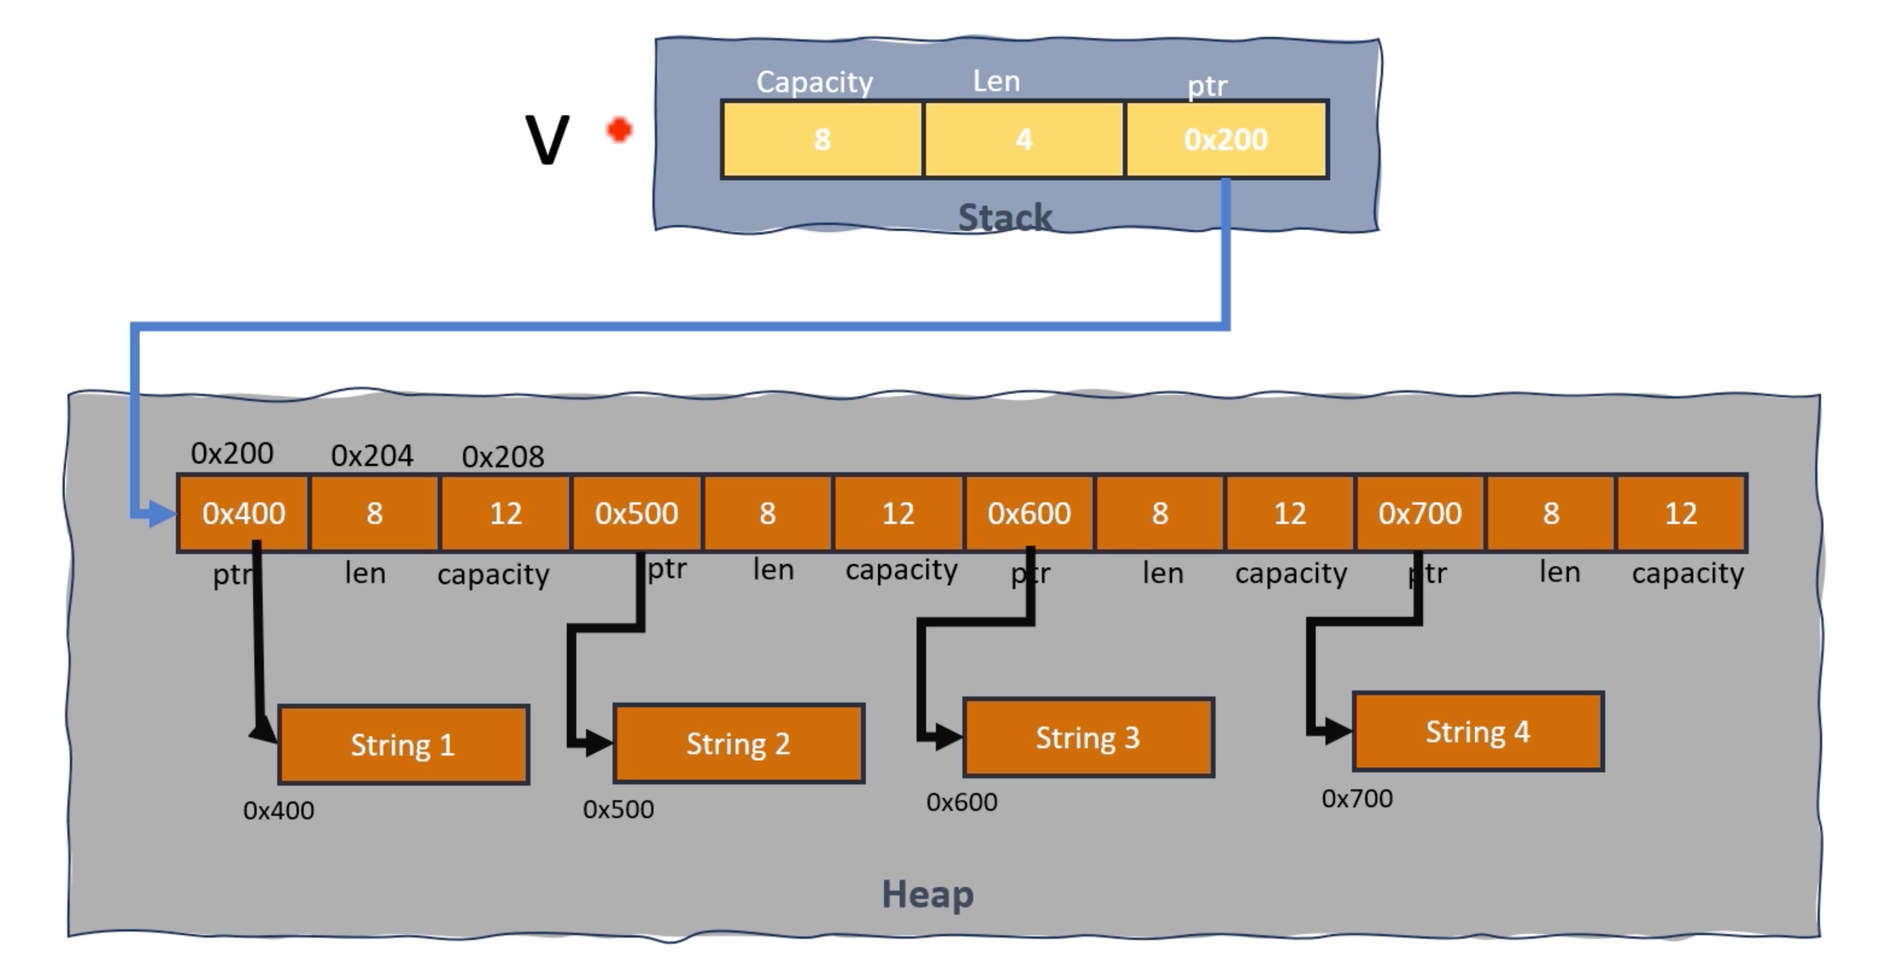 Capacity Len ptr
V 8 4 0x200
Stack
0x200 0x204 0x208
0x400 8 12 0x500 8 12 0x600 8 12 0x700 8 12
ptr len capacity ptr len capacity ptr len capacity ptr len capacity
String 1 String 2 String 3 String 4
0x400 0x500 0x600 0x700
Heap